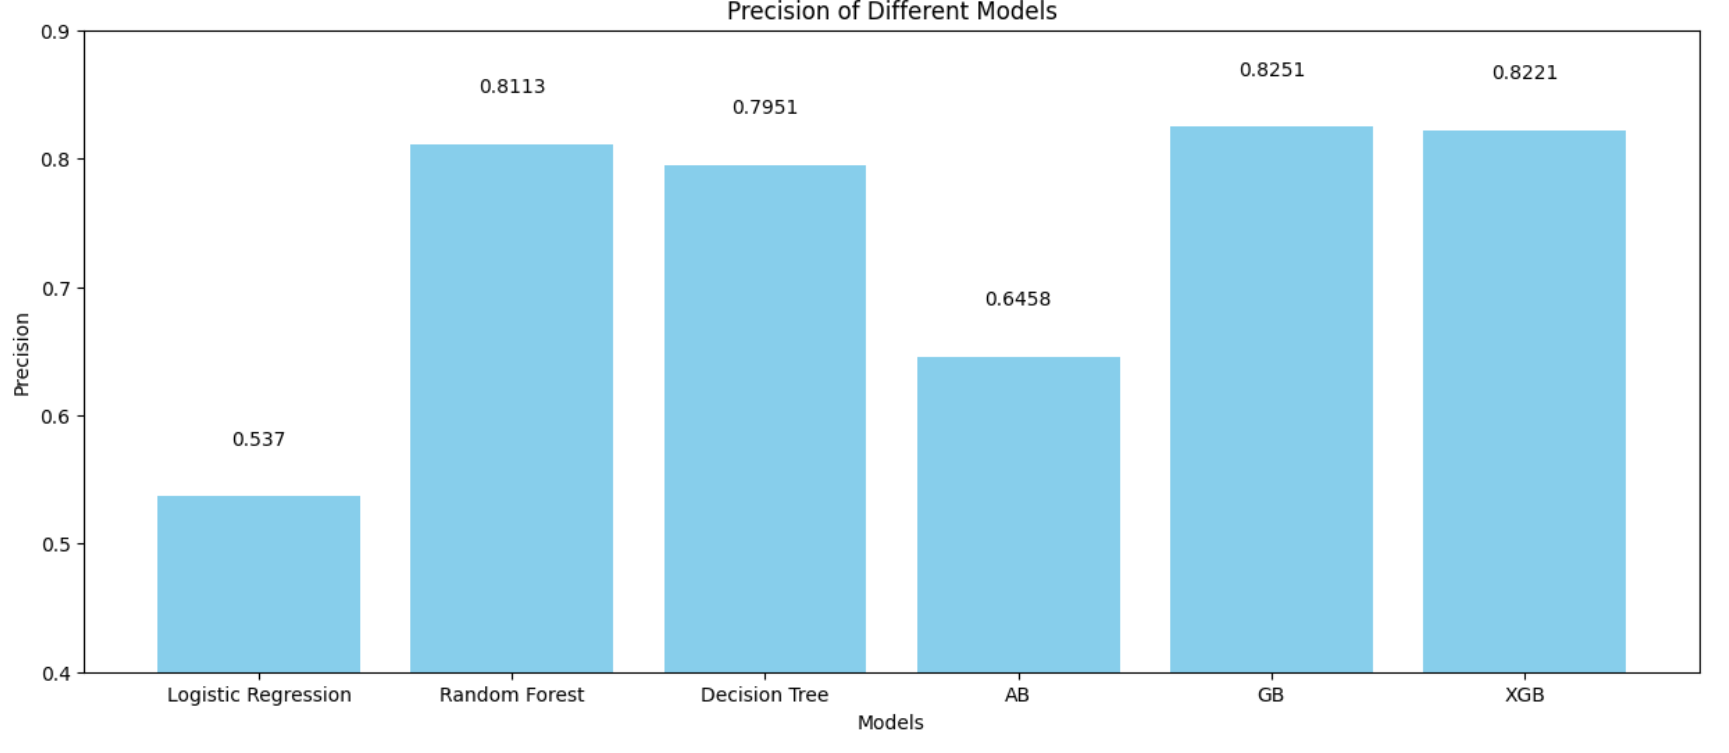 Precision of Different Models
0.9
0.8
0.7
0.6
0.5
0.4
Precision
0.537
0.8113
0.7951
0.6458
0.8251
0.8221
Logistic Regression
Random Forest
Decision Tree
AB
GB
XGB
Models